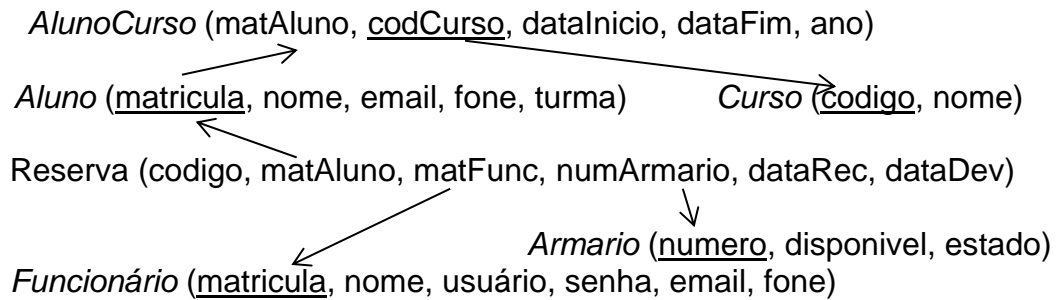 AlunoCurso (matAluno, codCurso, dataInicio, dataFim, ano)
Aluno (matricula, nome, email, fone, turma) Curso (codigo, nome)
Reserva (codigo, matAluno, matFunc, numArmario, dataRec, dataDev)
Armario (numero, disponivel, estado)
Funcionário (matricula, nome, usuário, senha, email, fone)